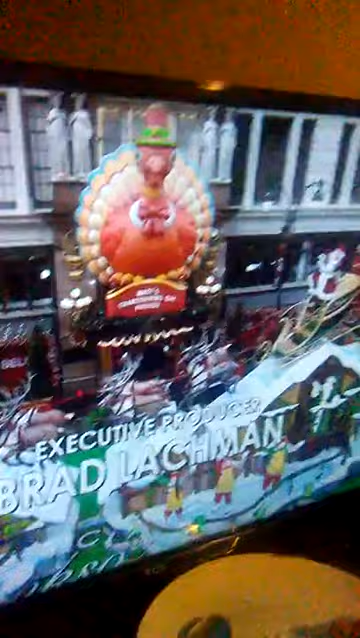 MACY'S
THANKSGIVING DAY
PARADE
EXECUTIVE PRODUCER
BRAD LACHMAN